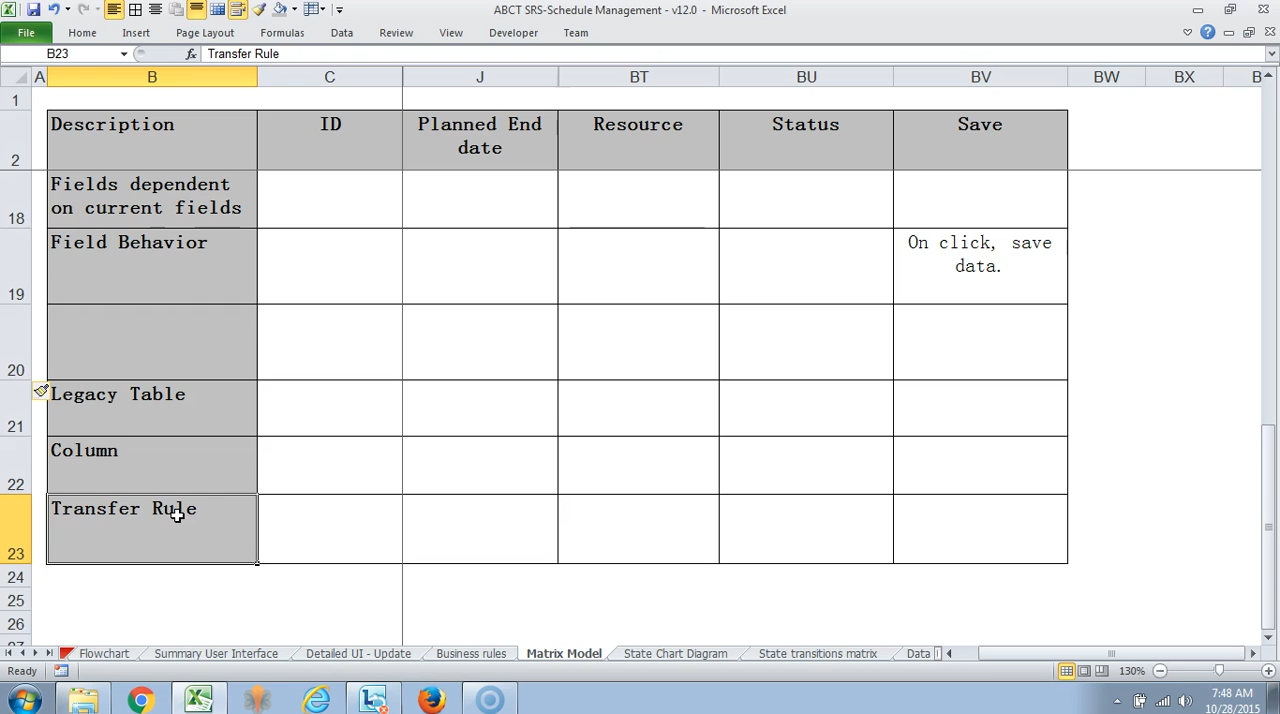 ABCT SRS-Schedule Management - v12.0 - Microsoft Excel
File Home Insert Page Layout Formulas Data Review View Developer Team
B23 fx Transfer Rule
A B C J BT BU BV BW BX B
1
2 Description ID Planned End date Resource Status Save
18 Fields dependent on current fields
19 Field Behavior On click, save data.
20
21 Legacy Table
22 Column
23 Transfer Rule
24
25
26
27
Flowchart Summary User Interface Detailed UI - Update Business rules Matrix Model State Chart Diagram State transitions matrix Data
Ready 130%
7:48 AM
10/28/2015